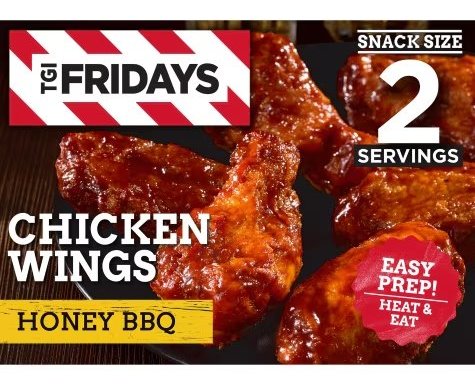 TGI FRIDAYS
SNACK SIZE
2
SERVINGS
CHICKEN
WINGS
HONEY BBQ
EASY
PREP!
HEAT &
EAT